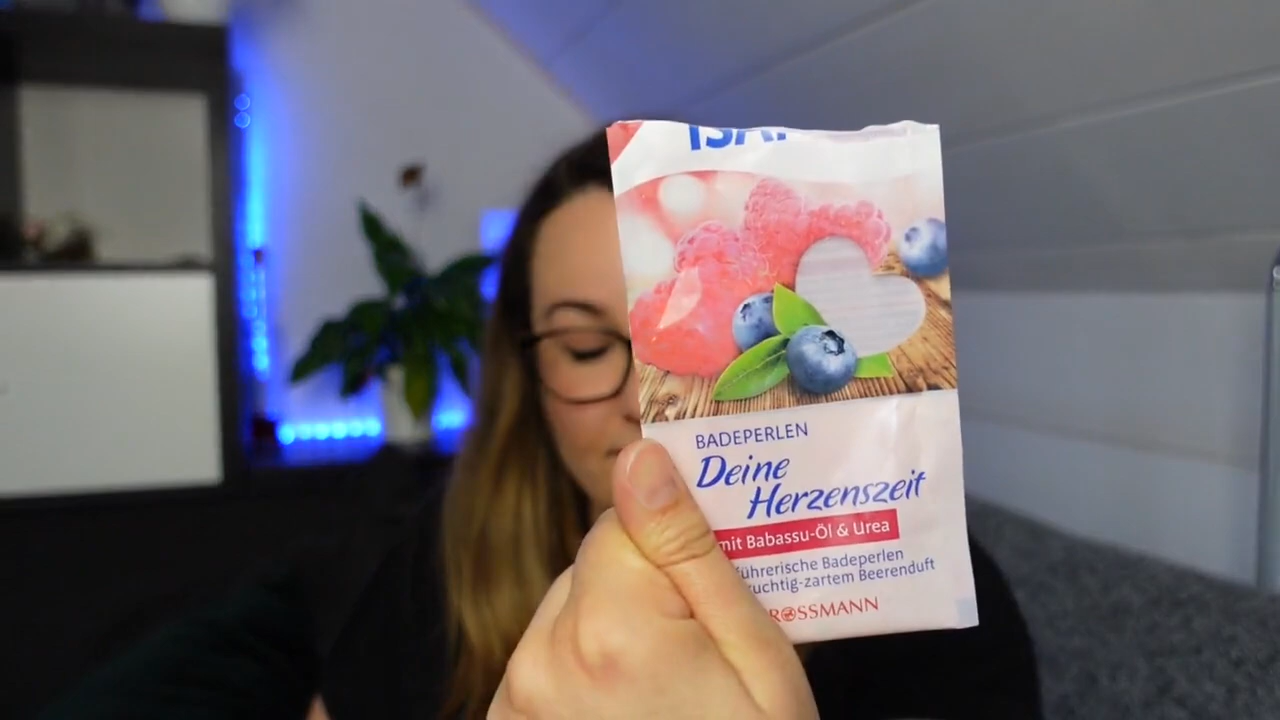 BADEPERLEN
Deine
Herzenszeit
mit Babassu-Öl & Urea
führerische Badeperlen
ruchtig-zartem Beerenduft
ROSSMANN